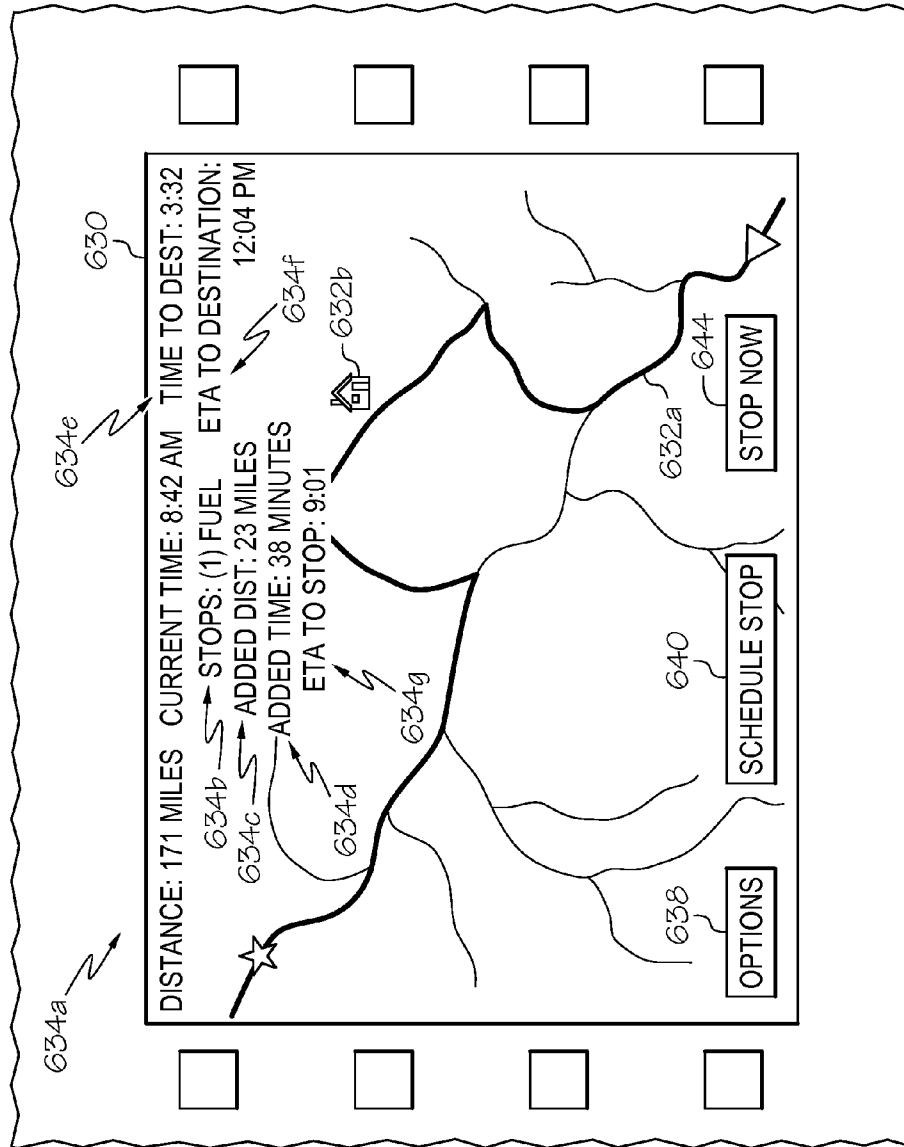 634a
634e
630
DISTANCE: 171 MILES CURRENT TIME: 8:42 AM TIME TO DEST: 3:32
634b
STOPS: (1) FUEL
ETA TO DESTINATION:
12:04 PM
634c
ADDED DIST: 23 MILES
634f
ADDED TIME: 38 MINUTES
634d
632b
ETA TO STOP: 9:01
634g
632a
638
640
644
OPTIONS
SCHEDULE STOP
STOP NOW